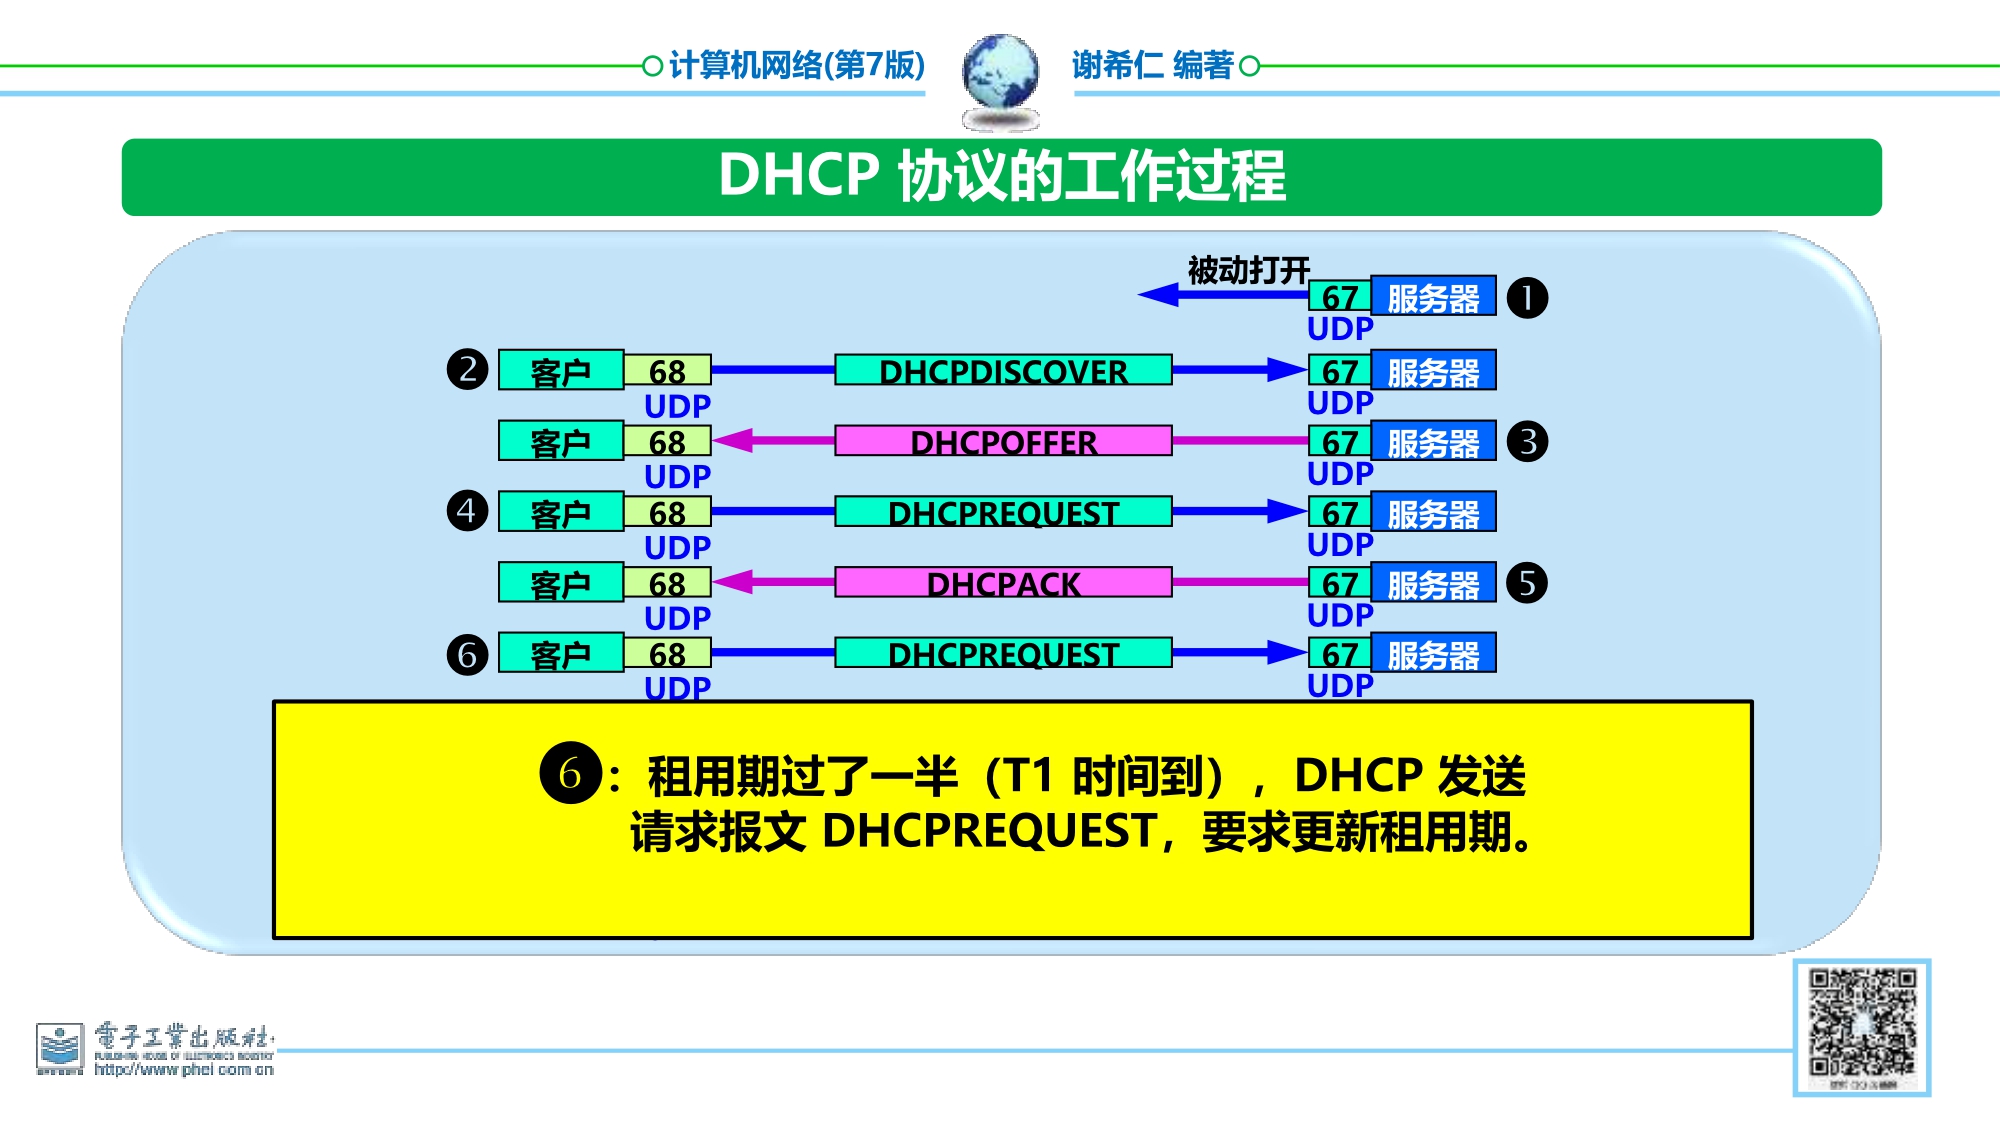 计算机网络(第7版) 谢希仁 编著
DHCP 协议的工作过程
被动打开
67 服务器 ❶
UDP
❷ 客户 68 DHCPDISCOVER 67 服务器
UDP UDP
客户 68 DHCPOFFER 67 服务器 ❸
UDP UDP
❹ 客户 68 DHCPREQUEST 67 服务器
UDP UDP
客户 68 DHCPACK 67 服务器 ❺
UDP UDP
❻ 客户 68 DHCPREQUEST 67 服务器
UDP UDP
❻：租用期过了一半（T1 时间到），DHCP 发送
请求报文 DHCPREQUEST，要求更新租用期。
電子工業出版社
PUBLISHING HOUSE OF ELECTRONICS INDUSTRY
http://www.phei.com.cn